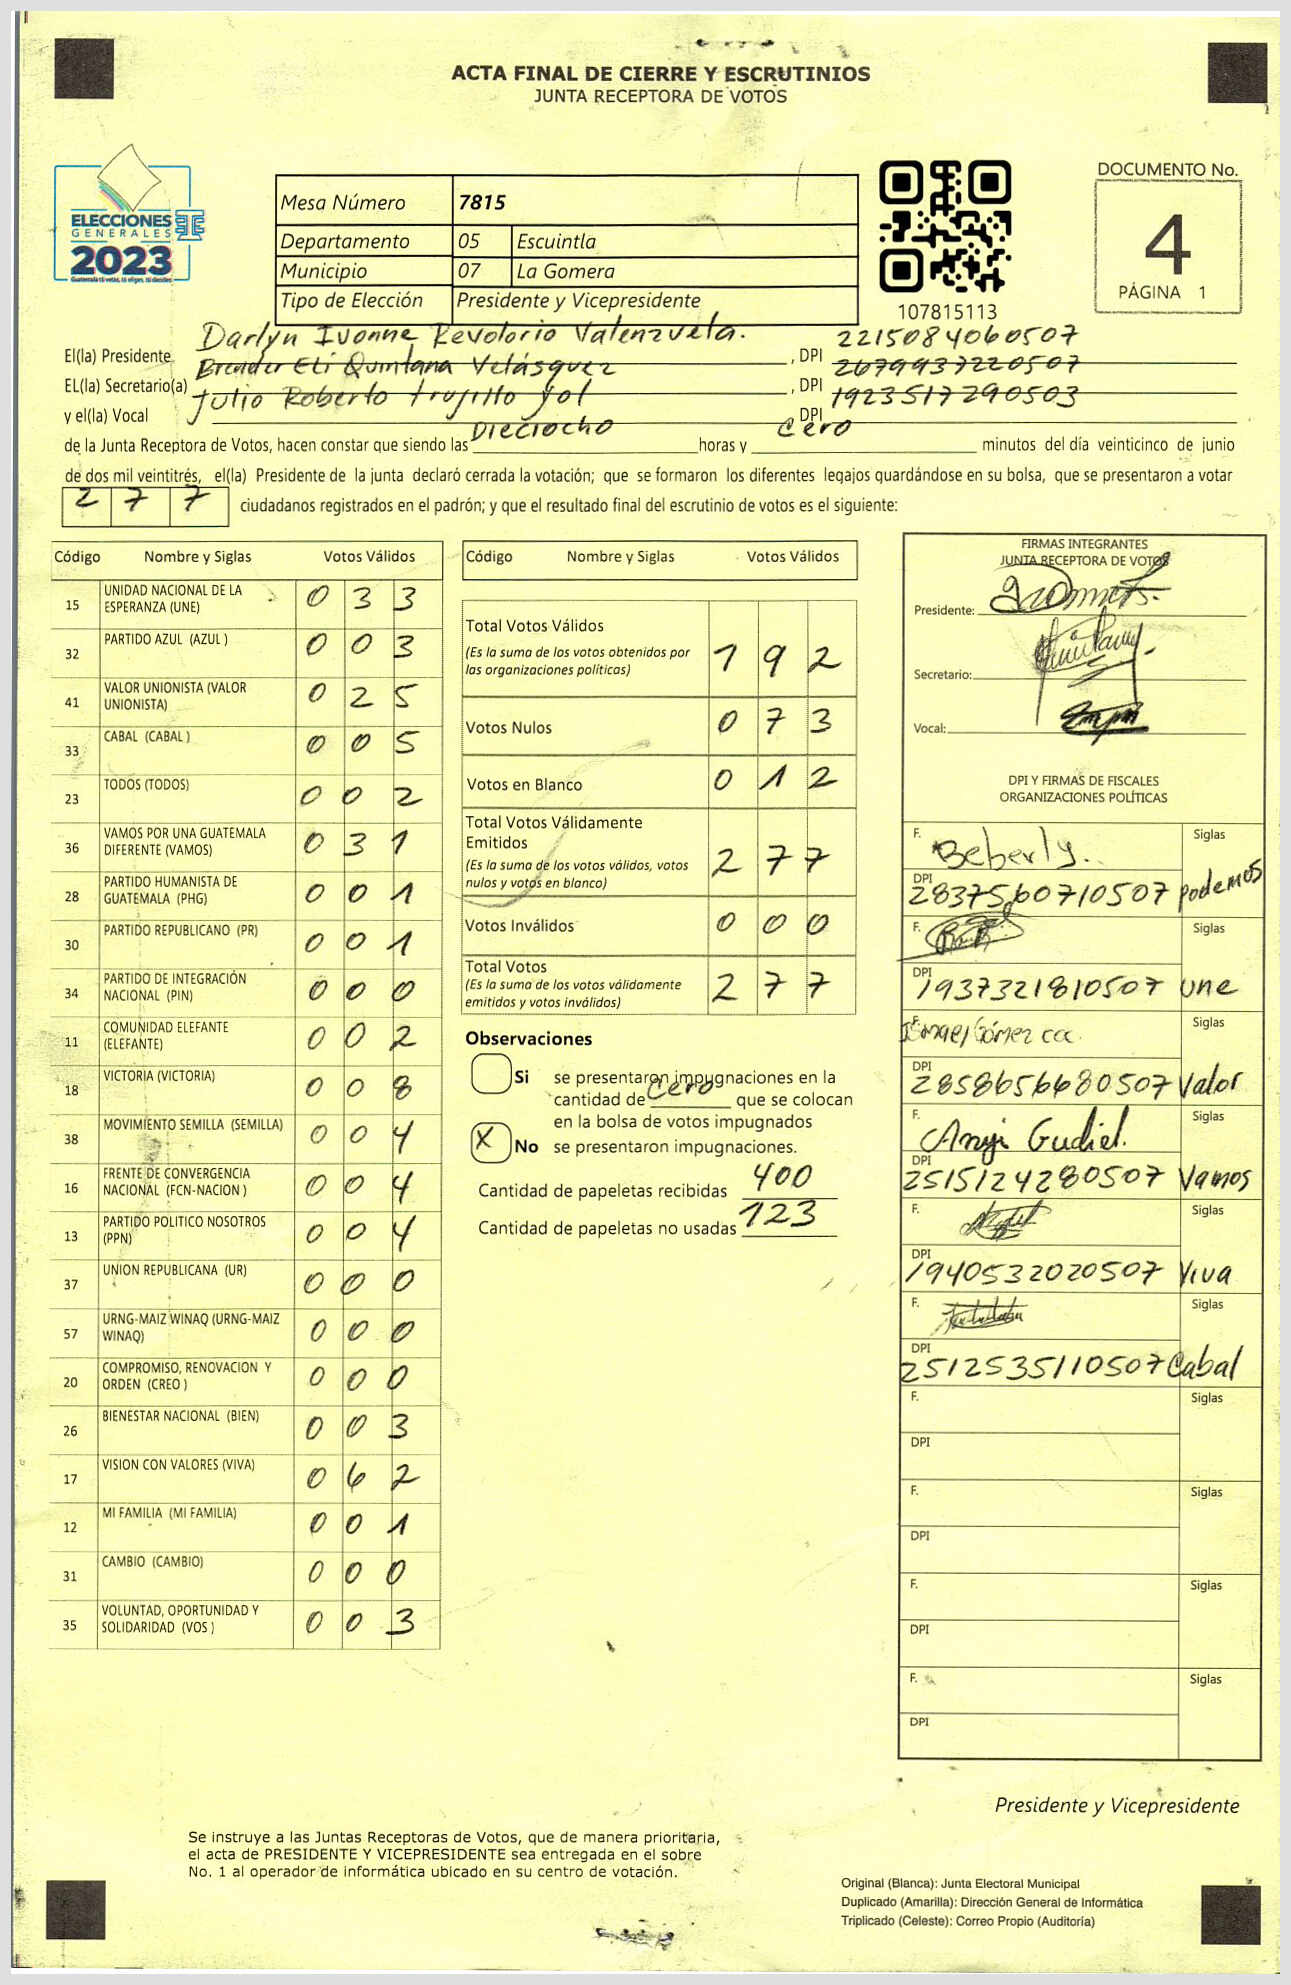 ACTA FINAL DE CIERRE Y ESCRUTINIOS
JUNTA RECEPTORA DE VOTOS
ELECCIONES
GENERALES
2023
Guatemala tú votas, tú eliges, tú decides
Mesa Número 7815
Departamento 05 Escuintla
Municipio 07 La Gomera
Tipo de Elección Presidente y Vicepresidente
107815113
DOCUMENTO No.
4
PÁGINA 1
El(la) Presidente Darlyn Ivonne Revolorio Valenzuela. , DPI 2215084060507
EL(la) Secretario(a) Brender Eli Quintana Velásquez , DPI 2679937220507
y el(la) Vocal Julio Roberto Trujillo Jol , DPI 1923517290503
de la Junta Receptora de Votos, hacen constar que siendo las Dieciocho horas y Cero minutos del día veinticinco de junio
de dos mil veintitrés, el(la) Presidente de la junta declaró cerrada la votación; que se formaron los diferentes legajos guardándose en su bolsa, que se presentaron a votar
277 ciudadanos registrados en el padrón; y que el resultado final del escrutinio de votos es el siguiente:
Código Nombre y Siglas Votos Válidos
15 UNIDAD NACIONAL DE LA ESPERANZA (UNE) 0 3 3
32 PARTIDO AZUL (AZUL ) 0 0 3
41 VALOR UNIONISTA (VALOR UNIONISTA) 0 2 5
33 CABAL (CABAL ) 0 0 5
23 TODOS (TODOS) 0 0 2
36 VAMOS POR UNA GUATEMALA DIFERENTE (VAMOS) 0 3 1
28 PARTIDO HUMANISTA DE GUATEMALA (PHG) 0 0 1
30 PARTIDO REPUBLICANO (PR) 0 0 1
34 PARTIDO DE INTEGRACIÓN NACIONAL (PIN) 0 0 0
11 COMUNIDAD ELEFANTE (ELEFANTE) 0 0 2
18 VICTORIA (VICTORIA) 0 0 8
38 MOVIMIENTO SEMILLA (SEMILLA) 0 0 4
16 FRENTE DE CONVERGENCIA NACIONAL (FCN-NACION ) 0 0 4
13 PARTIDO POLITICO NOSOTROS (PPN) 0 0 4
37 UNION REPUBLICANA (UR) 0 0 0
57 URNG-MAIZ WINAQ (URNG-MAIZ WINAQ) 0 0 0
20 COMPROMISO, RENOVACION Y ORDEN (CREO ) 0 0 0
26 BIENESTAR NACIONAL (BIEN) 0 0 3
17 VISION CON VALORES (VIVA) 0 6 2
12 MI FAMILIA (MI FAMILIA) 0 0 1
31 CAMBIO (CAMBIO) 0 0 0
35 VOLUNTAD, OPORTUNIDAD Y SOLIDARIDAD (VOS ) 0 0 3
Código Nombre y Siglas Votos Válidos
Total Votos Válidos 1 9 2
(Es la suma de los votos obtenidos por
las organizaciones políticas)
Votos Nulos 0 7 3
Votos en Blanco 0 1 2
Total Votos Válidamente
Emitidos 2 7 7
(Es la suma de los votos válidos, votos
nulos y votos en blanco)
Votos Inválidos 0 0 0
Total Votos 2 7 7
(Es la suma de los votos válidamente
emitidos y votos inválidos)
Observaciones
Si se presentaron impugnaciones en la
cantidad de Cero que se colocan
en la bolsa de votos impugnados
X No se presentaron impugnaciones.
Cantidad de papeletas recibidas 400
Cantidad de papeletas no usadas 123
FIRMAS INTEGRANTES
JUNTA RECEPTORA DE VOTOS
Presidente:
Secretario:
Vocal:
DPI Y FIRMAS DE FISCALES
ORGANIZACIONES POLÍTICAS
F. Beberly. Siglas
DPI 2837560710507 podemos
F. Siglas
DPI 1937321810507 une
F. Ismael Gómez Siglas
DPI 2858656680507 Valor
F. Anyi Gudiel. Siglas
DPI 2515124280507 Vamos
F. Siglas
DPI 1940532020507 Viva
F. Siglas
DPI 2512535110507 Cabal
F. Siglas
DPI
F. Siglas
DPI
F. Siglas
DPI
F. Siglas
DPI
Presidente y Vicepresidente
Se instruye a las Juntas Receptoras de Votos, que de manera prioritaria,
el acta de PRESIDENTE Y VICEPRESIDENTE sea entregada en el sobre
No. 1 al operador de informática ubicado en su centro de votación.
Original (Blanca): Junta Electoral Municipal
Duplicado (Amarilla): Dirección General de Informática
Triplicado (Celeste): Correo Propio (Auditoría)